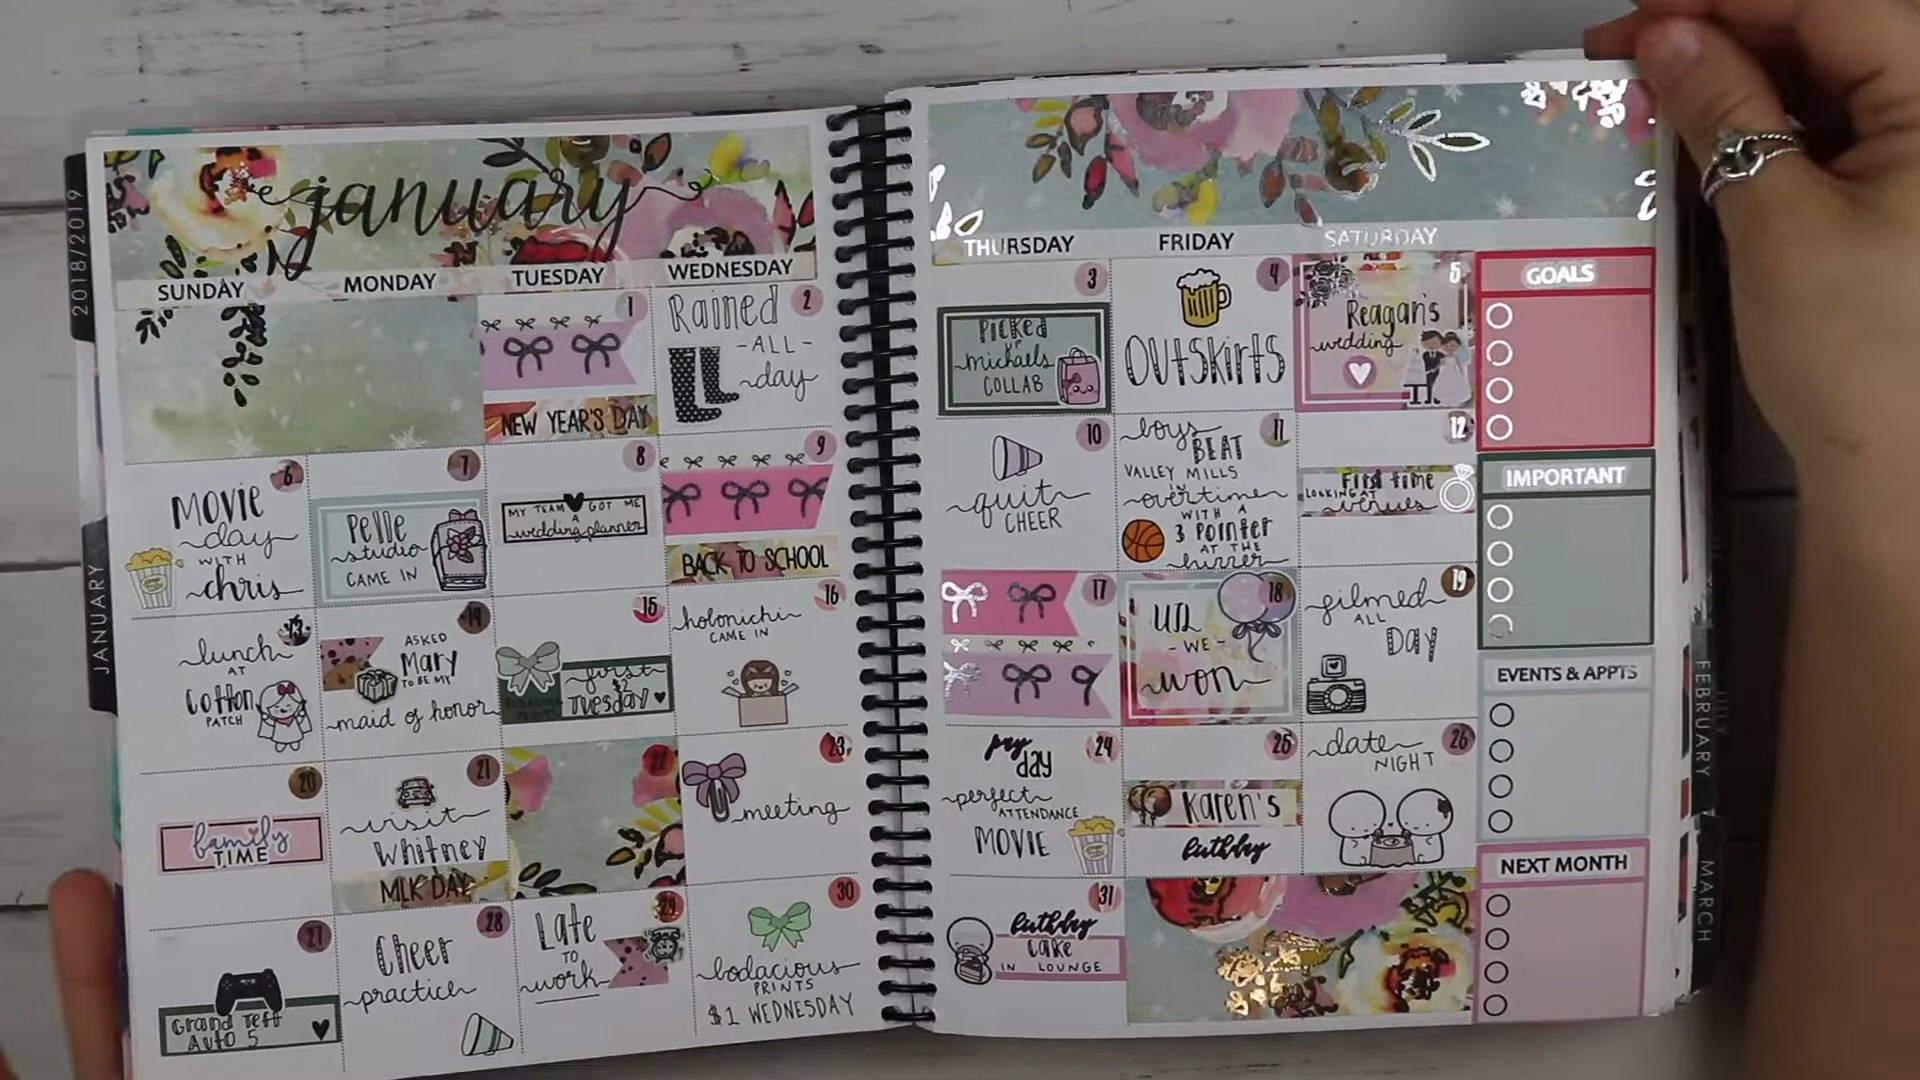 2018/2019
JANUARY
january
SUNDAY
MONDAY
TUESDAY
WEDNESDAY
THURSDAY
FRIDAY
SATURDAY
1
NEW YEAR'S DAY
2
Rained
- ALL -
day
3
Picked
UP
michaels
COLLAB
4
OUTSKIRTS
5
Reagan's
wedding
GOALS
6
MOVIE
day
WITH
chris
7
Pelle
studio
CAME IN
8
MY TEAM GOT ME
A
wedding planner
9
BACK TO SCHOOL
10
quit
CHEER
11
boys
BEAT
VALLEY MILLS
IN
overtime
WITH A
3 Pointer
AT THE
burrer
12
First time
LOOKING AT
venues
IMPORTANT
13
lunch
AT
Cotton
PATCH
14
ASKED
Mary
TO BE MY
maid of honor
15
first
$2
Tuesday
16
holonichi
CAME IN
17
18
UIL
- WE -
won
19
filmed
ALL
DAY
EVENTS & APPTS
20
family
TIME
21
visit
Whitney
MLK DAY
22
23
meeting
24
pay
day
perfect
ATTENDANCE
MOVIE
25
Karen's
birthday
26
date
NIGHT
NEXT MONTH
27
Grand Teft
Auto 5
28
Cheer
practice
29
Late
TO
work
30
bodacious
PRINTS
$1 WEDNESDAY
31
birthday
Cake
IN LOUNGE
FEBRUARY
MARCH